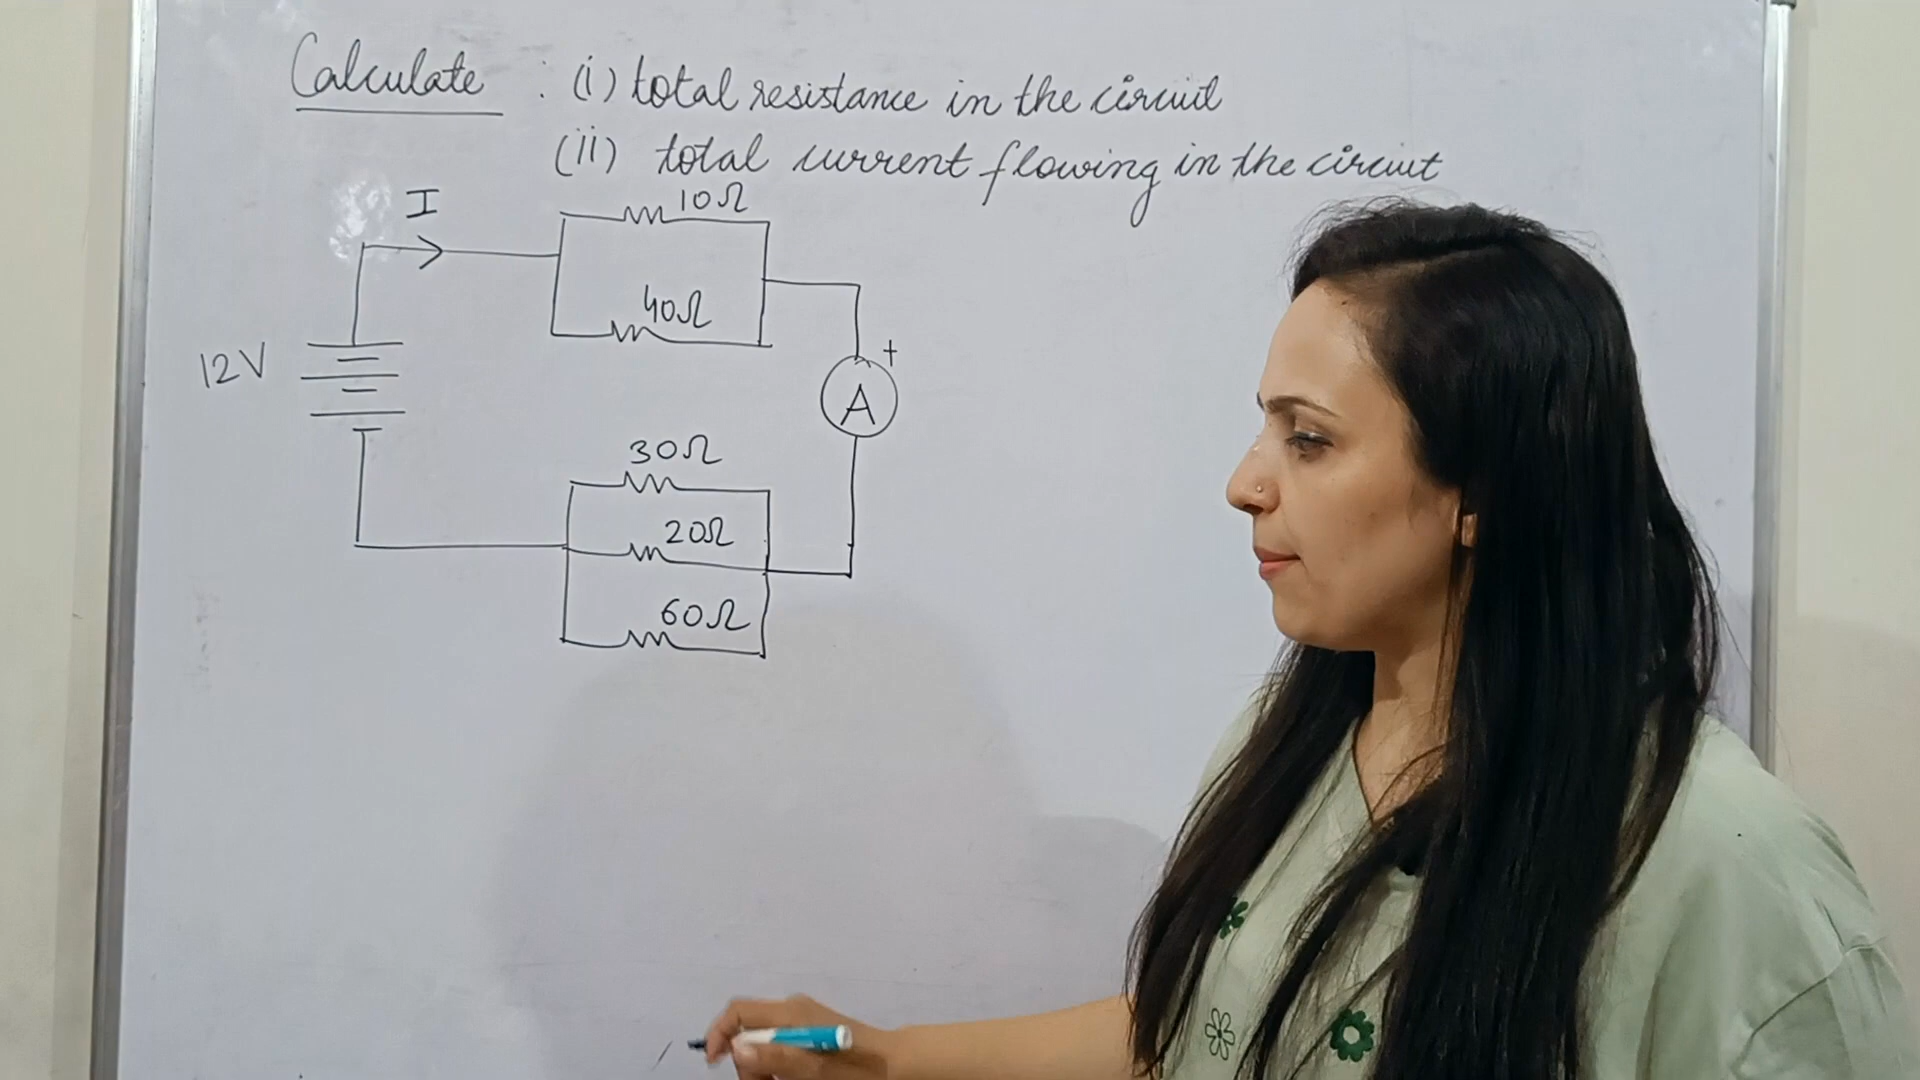 Calculate : (i) total resistance in the circuit
(ii) total current flowing in the circuit
I
10Ω
40Ω
12V
+
A
30Ω
20Ω
60Ω